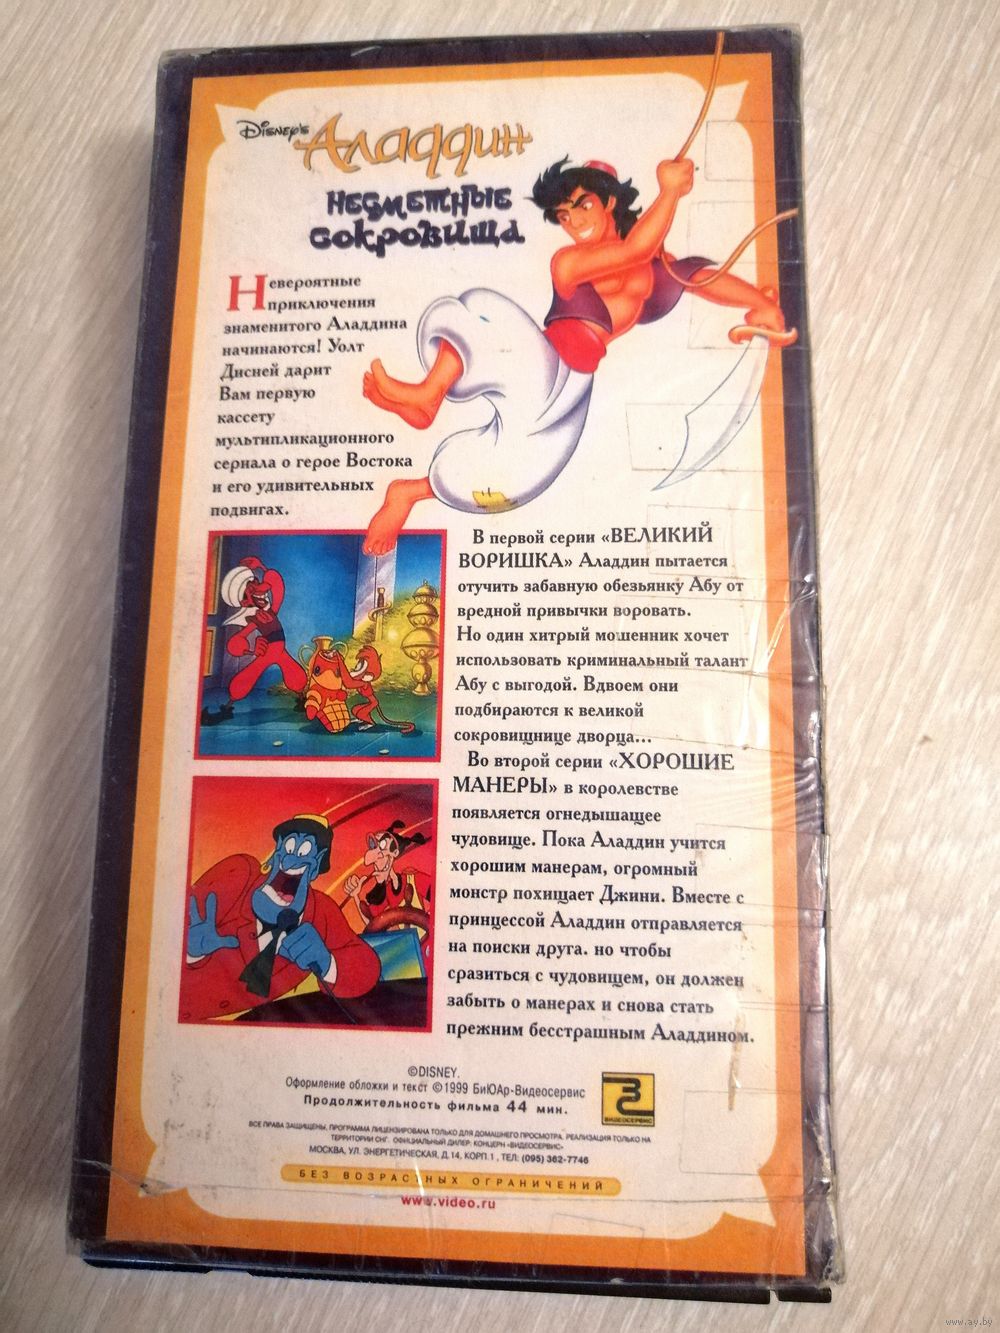 DISNEY'S Аладдин
НЕСМЕТНЫЕ
СОКРОВИЩА
Невероятные
приключения
знаменитого Аладдина
начинаются! Уолт
Дисней дарит
Вам первую
кассету
мультипликационного
сериала о герое Востока
и его удивительных
подвигах.
В первой серии «ВЕЛИКИЙ
ВОРИШКА» Аладдин пытается
отучить забавную обезьянку Абу от
вредной привычки воровать.
Но один хитрый мошенник хочет
использовать криминальный талант
Абу с выгодой. Вдвоем они
подбираются к великой
сокровищнице дворца...
Во второй серии «ХОРОШИЕ
МАНЕРЫ» в королевстве
появляется огнедышащее
чудовище. Пока Аладдин учится
хорошим манерам, огромный
монстр похищает Джини. Вместе с
принцессой Аладдин отправляется
на поиски друга. но чтобы
сразиться с чудовищем, он должен
забыть о манерах и снова стать
прежним бесстрашным Аладдином.
©DISNEY.
Оформление обложки и текст ©1999 БиЮАр-Видеосервис
Продолжительность фильма 44 мин.
ВИДЕОСЕРВИС
ВСЕ ПРАВА ЗАЩИЩЕНЫ. ПРОГРАММА ЛИЦЕНЗИРОВАНА ТОЛЬКО ДЛЯ ДОМАШНЕГО ПРОСМОТРА. РЕАЛИЗАЦИЯ ТОЛЬКО НА
ТЕРРИТОРИИ СНГ. ОФИЦИАЛЬНЫЙ ДИЛЕР: КОНЦЕРН «ВИДЕОСЕРВИС».
МОСКВА, УЛ. ЭНЕРГЕТИЧЕСКАЯ, Д.14, КОРП.1, ТЕЛ: (095) 362-7746
БЕЗ ВОЗРАСТНЫХ ОГРАНИЧЕНИЙ
www.video.ru
www.ay.by